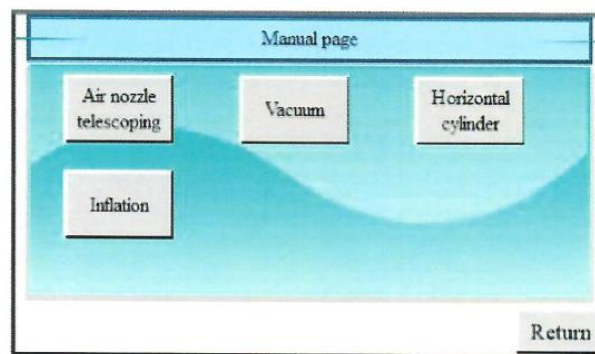 Manual page
Air nozzle
telescoping
Vacuum
Horizontal
cylinder
Inflation
Return